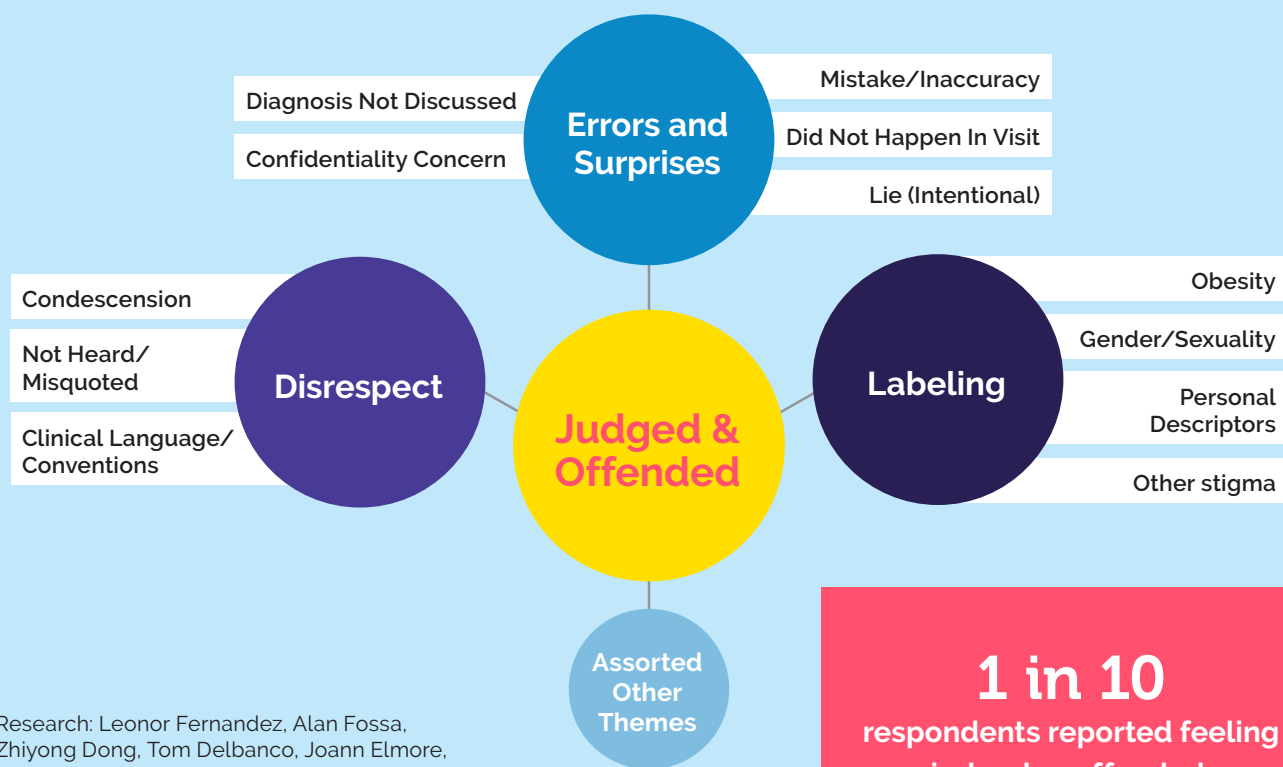 Errors and
Surprises
Diagnosis Not Discussed
Confidentiality Concern
Mistake/Inaccuracy
Did Not Happen In Visit
Lie (Intentional)
Disrespect
Condescension
Not Heard/
Misquoted
Clinical Language/
Conventions
Judged &
Offended
Labeling
Obesity
Gender/Sexuality
Personal
Descriptors
Other stigma
Assorted
Other
Themes
Research: Leonor Fernandez, Alan Fossa,
Zhiyong Dong, Tom Delbanco, Joann Elmore,
1 in 10
respondents reported feeling